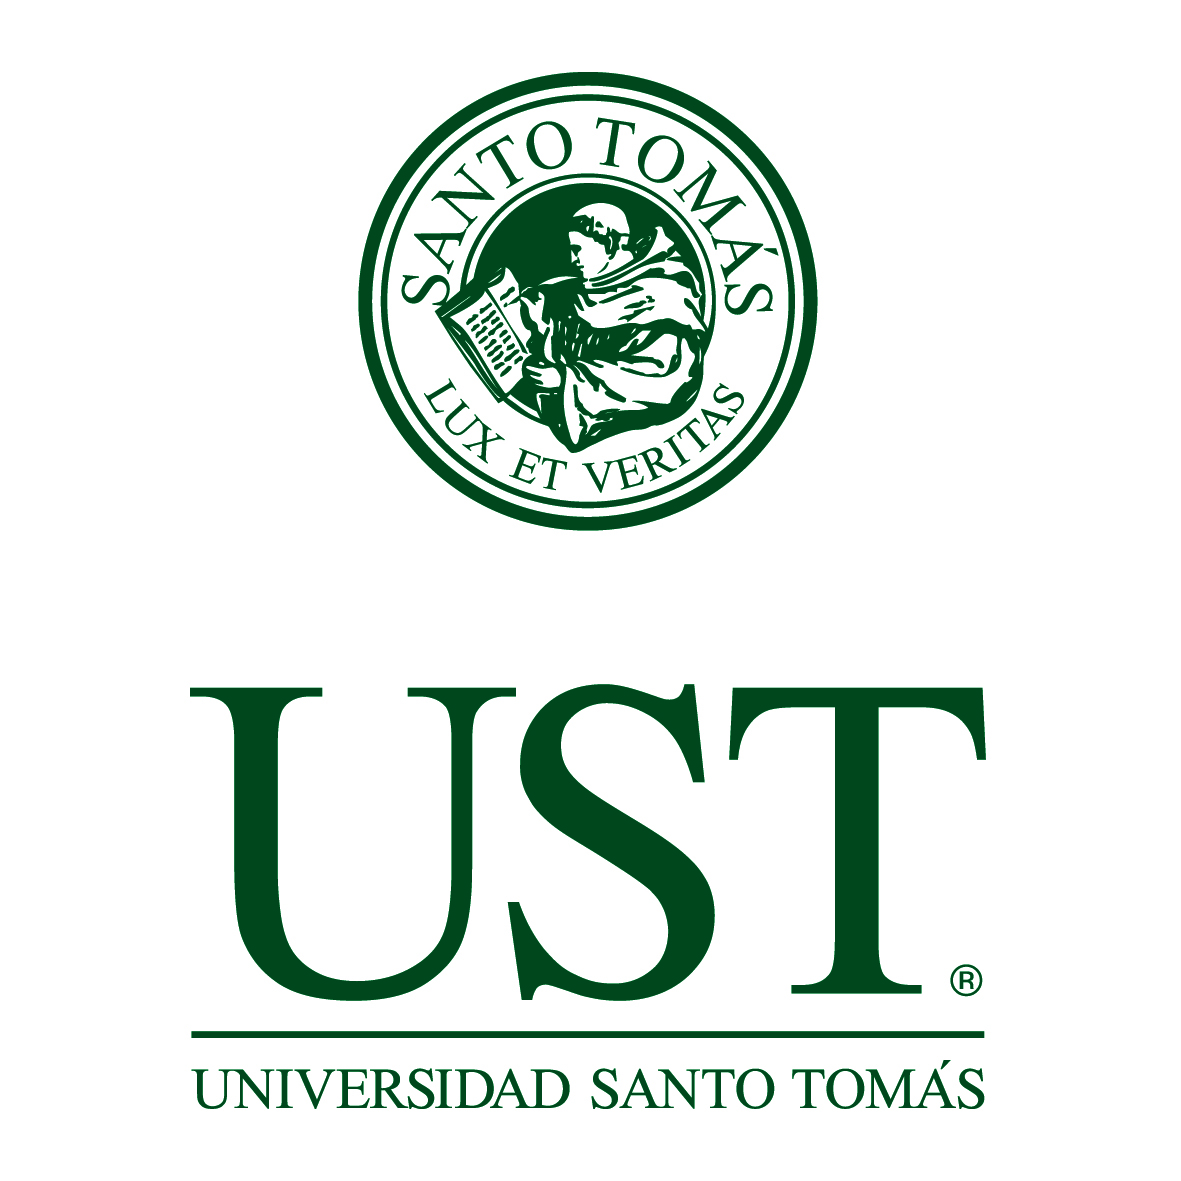 SANTO TOMÁS
LUX ET VERITAS
UST®
UNIVERSIDAD SANTO TOMÁS